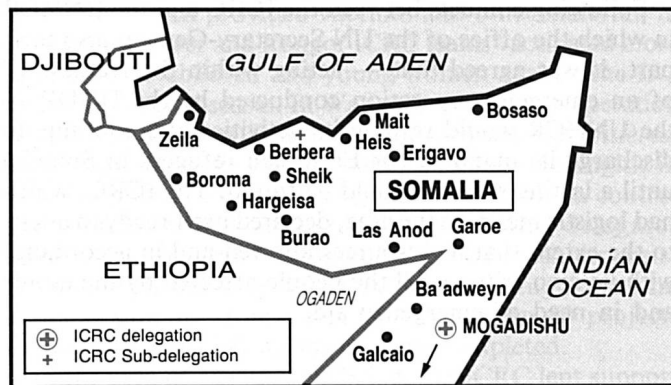 DJIBOUTI
GULF OF ADEN
Zeila
Berbera
Mait
Heis
Bosaso
Erigavo
Boroma
Sheik
Hargeisa
SOMALIA
Burao
Las Anod
Garoe
ETHIOPIA
OGADEN
INDIAN
OCEAN
Ba'adweyn
MOGADISHU
Galcaio
ICRC delegation
ICRC Sub-delegation